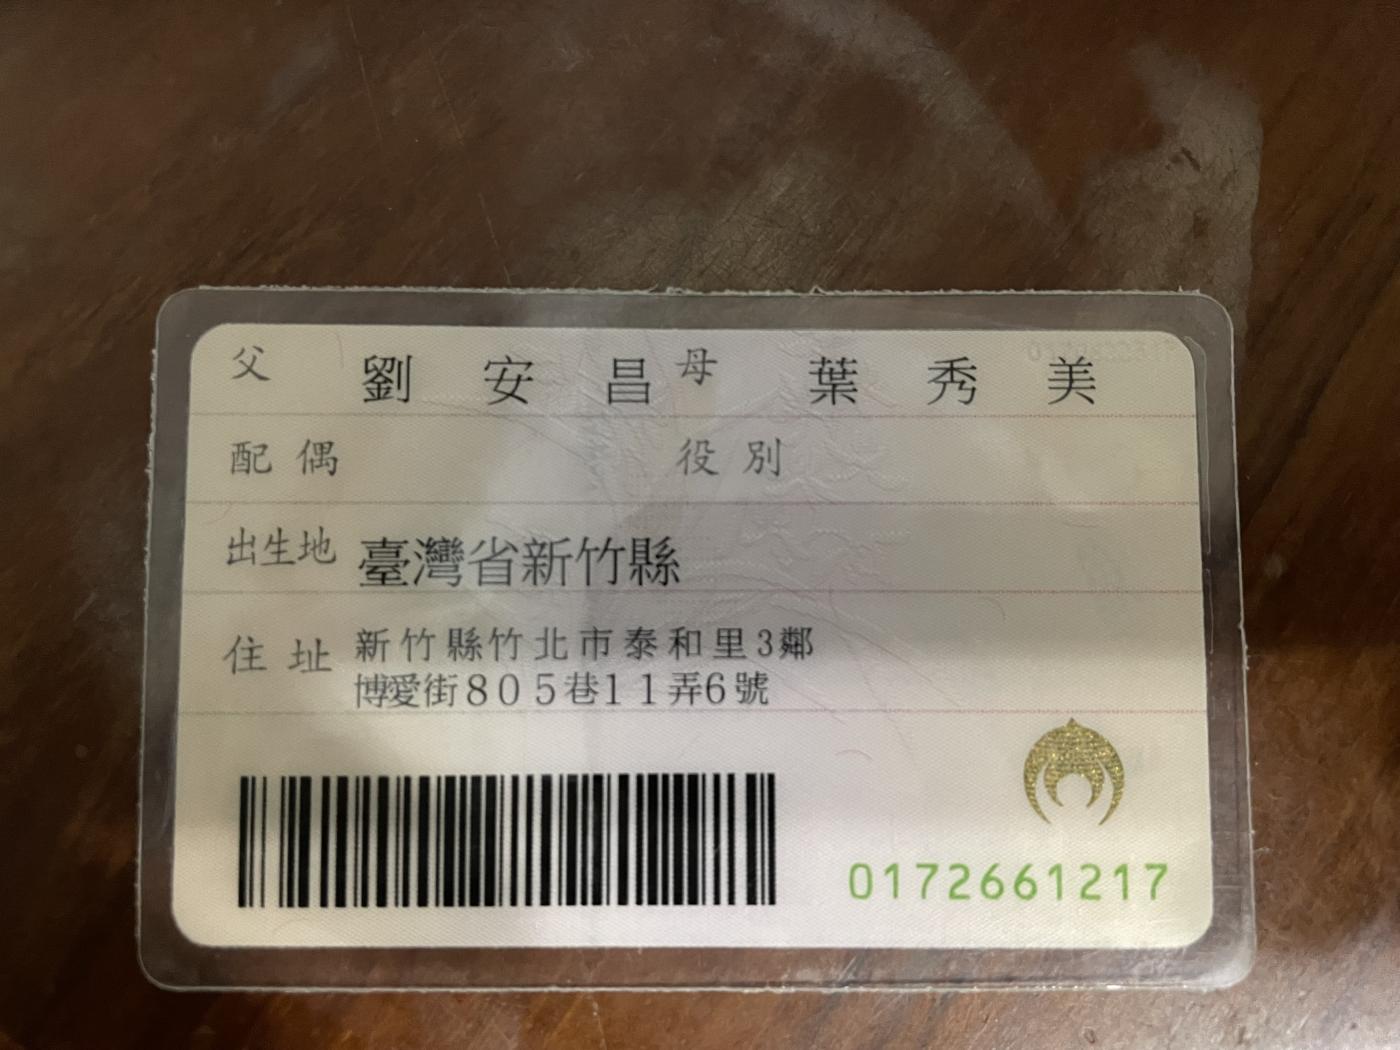 父 劉安昌 母 葉秀美
配偶 役別
出生地 臺灣省新竹縣
住址 新竹縣竹北市泰和里3鄰
博愛街805巷11弄6號
0172661217